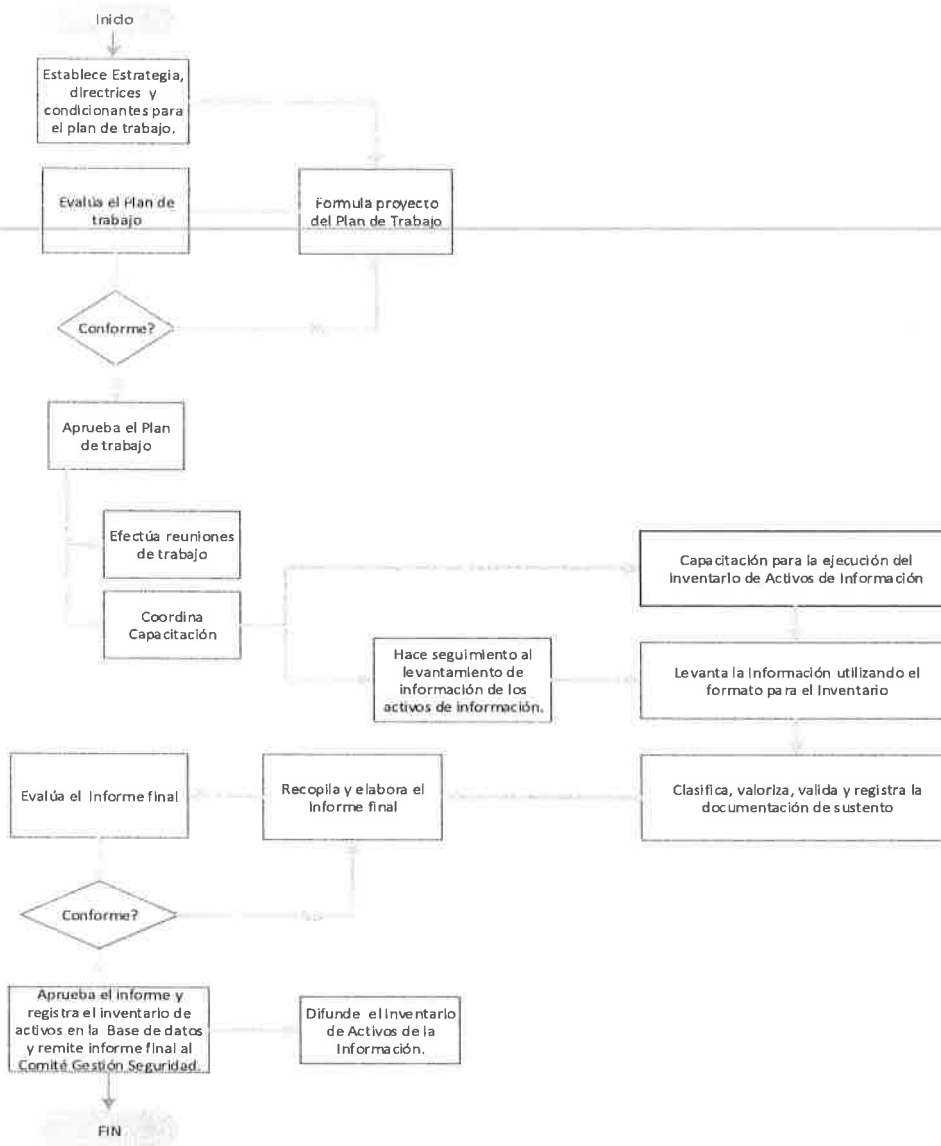 Inicio
Establece Estrategia,
directrices y
condicionantes para
el plan de trabajo.
Evalúa el Plan de
trabajo
Formula proyecto
del Plan de Trabajo
Conforme?
No
Aprueba el Plan
de trabajo
Efectúa reuniones
de trabajo
Coordina
Capacitación
Capacitación para la ejecución del
Inventario de Activos de Información
Hace seguimiento al
levantamiento de
información de los
activos de información.
Levanta la Información utilizando el
formato para el Inventario
Clasifica, valoriza, valida y registra la
documentación de sustento
Recopila y elabora el
Informe final
Evalúa el Informe final
Conforme?
No
Aprueba el informe y
registra el inventario de
activos en la Base de datos
y remite informe final al
Comité Gestión Seguridad.
Difunde el Inventario
de Activos de la
Información.
FIN